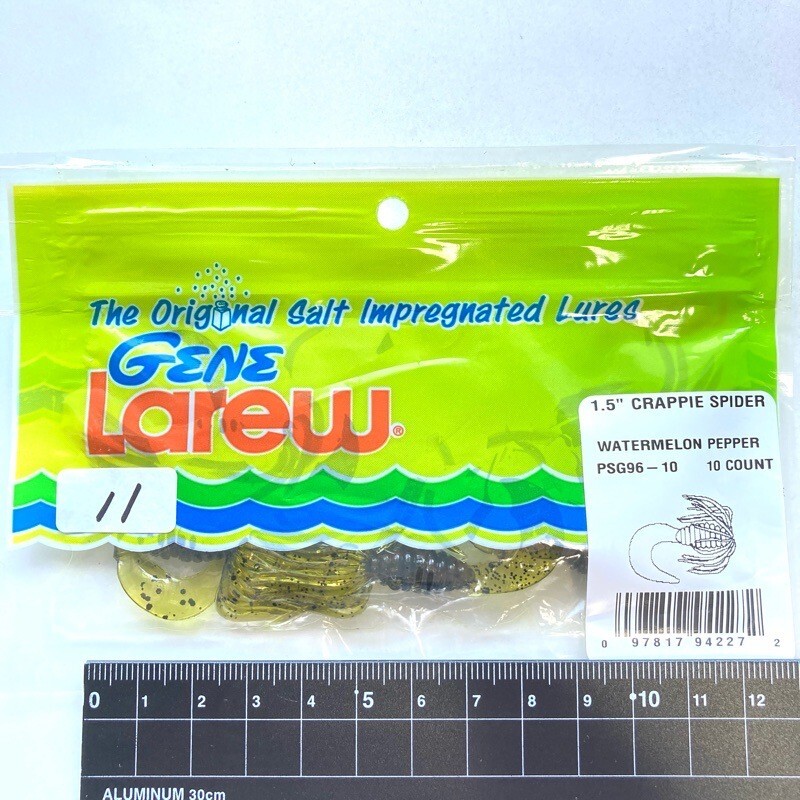 The Original Salt Impregnated Lures
GENE
Larew®
11
1.5" CRAPPIE SPIDER
WATERMELON PEPPER
PSG96-10 10 COUNT
0 97817 94227 2
0 1 2 3 4 5 6 7 8 9 10 11 12
ALUMINUM 30cm